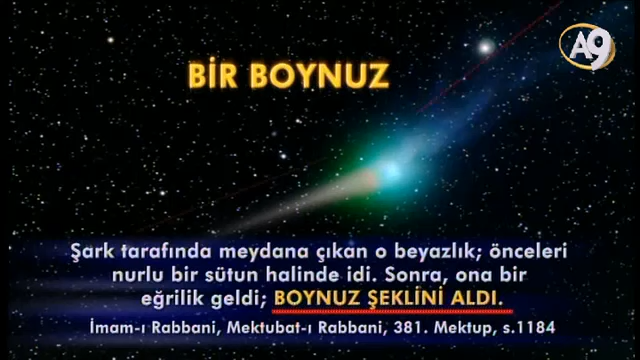 A9
BİR BOYNUZ
Şark tarafında meydana çıkan o beyazlık; önceleri
nurlu bir sütun halinde idi. Sonra, ona bir
eğrilik geldi; BOYNUZ ŞEKLİNİ ALDI.
İmam-ı Rabbani, Mektubat-ı Rabbani, 381. Mektup, s.1184